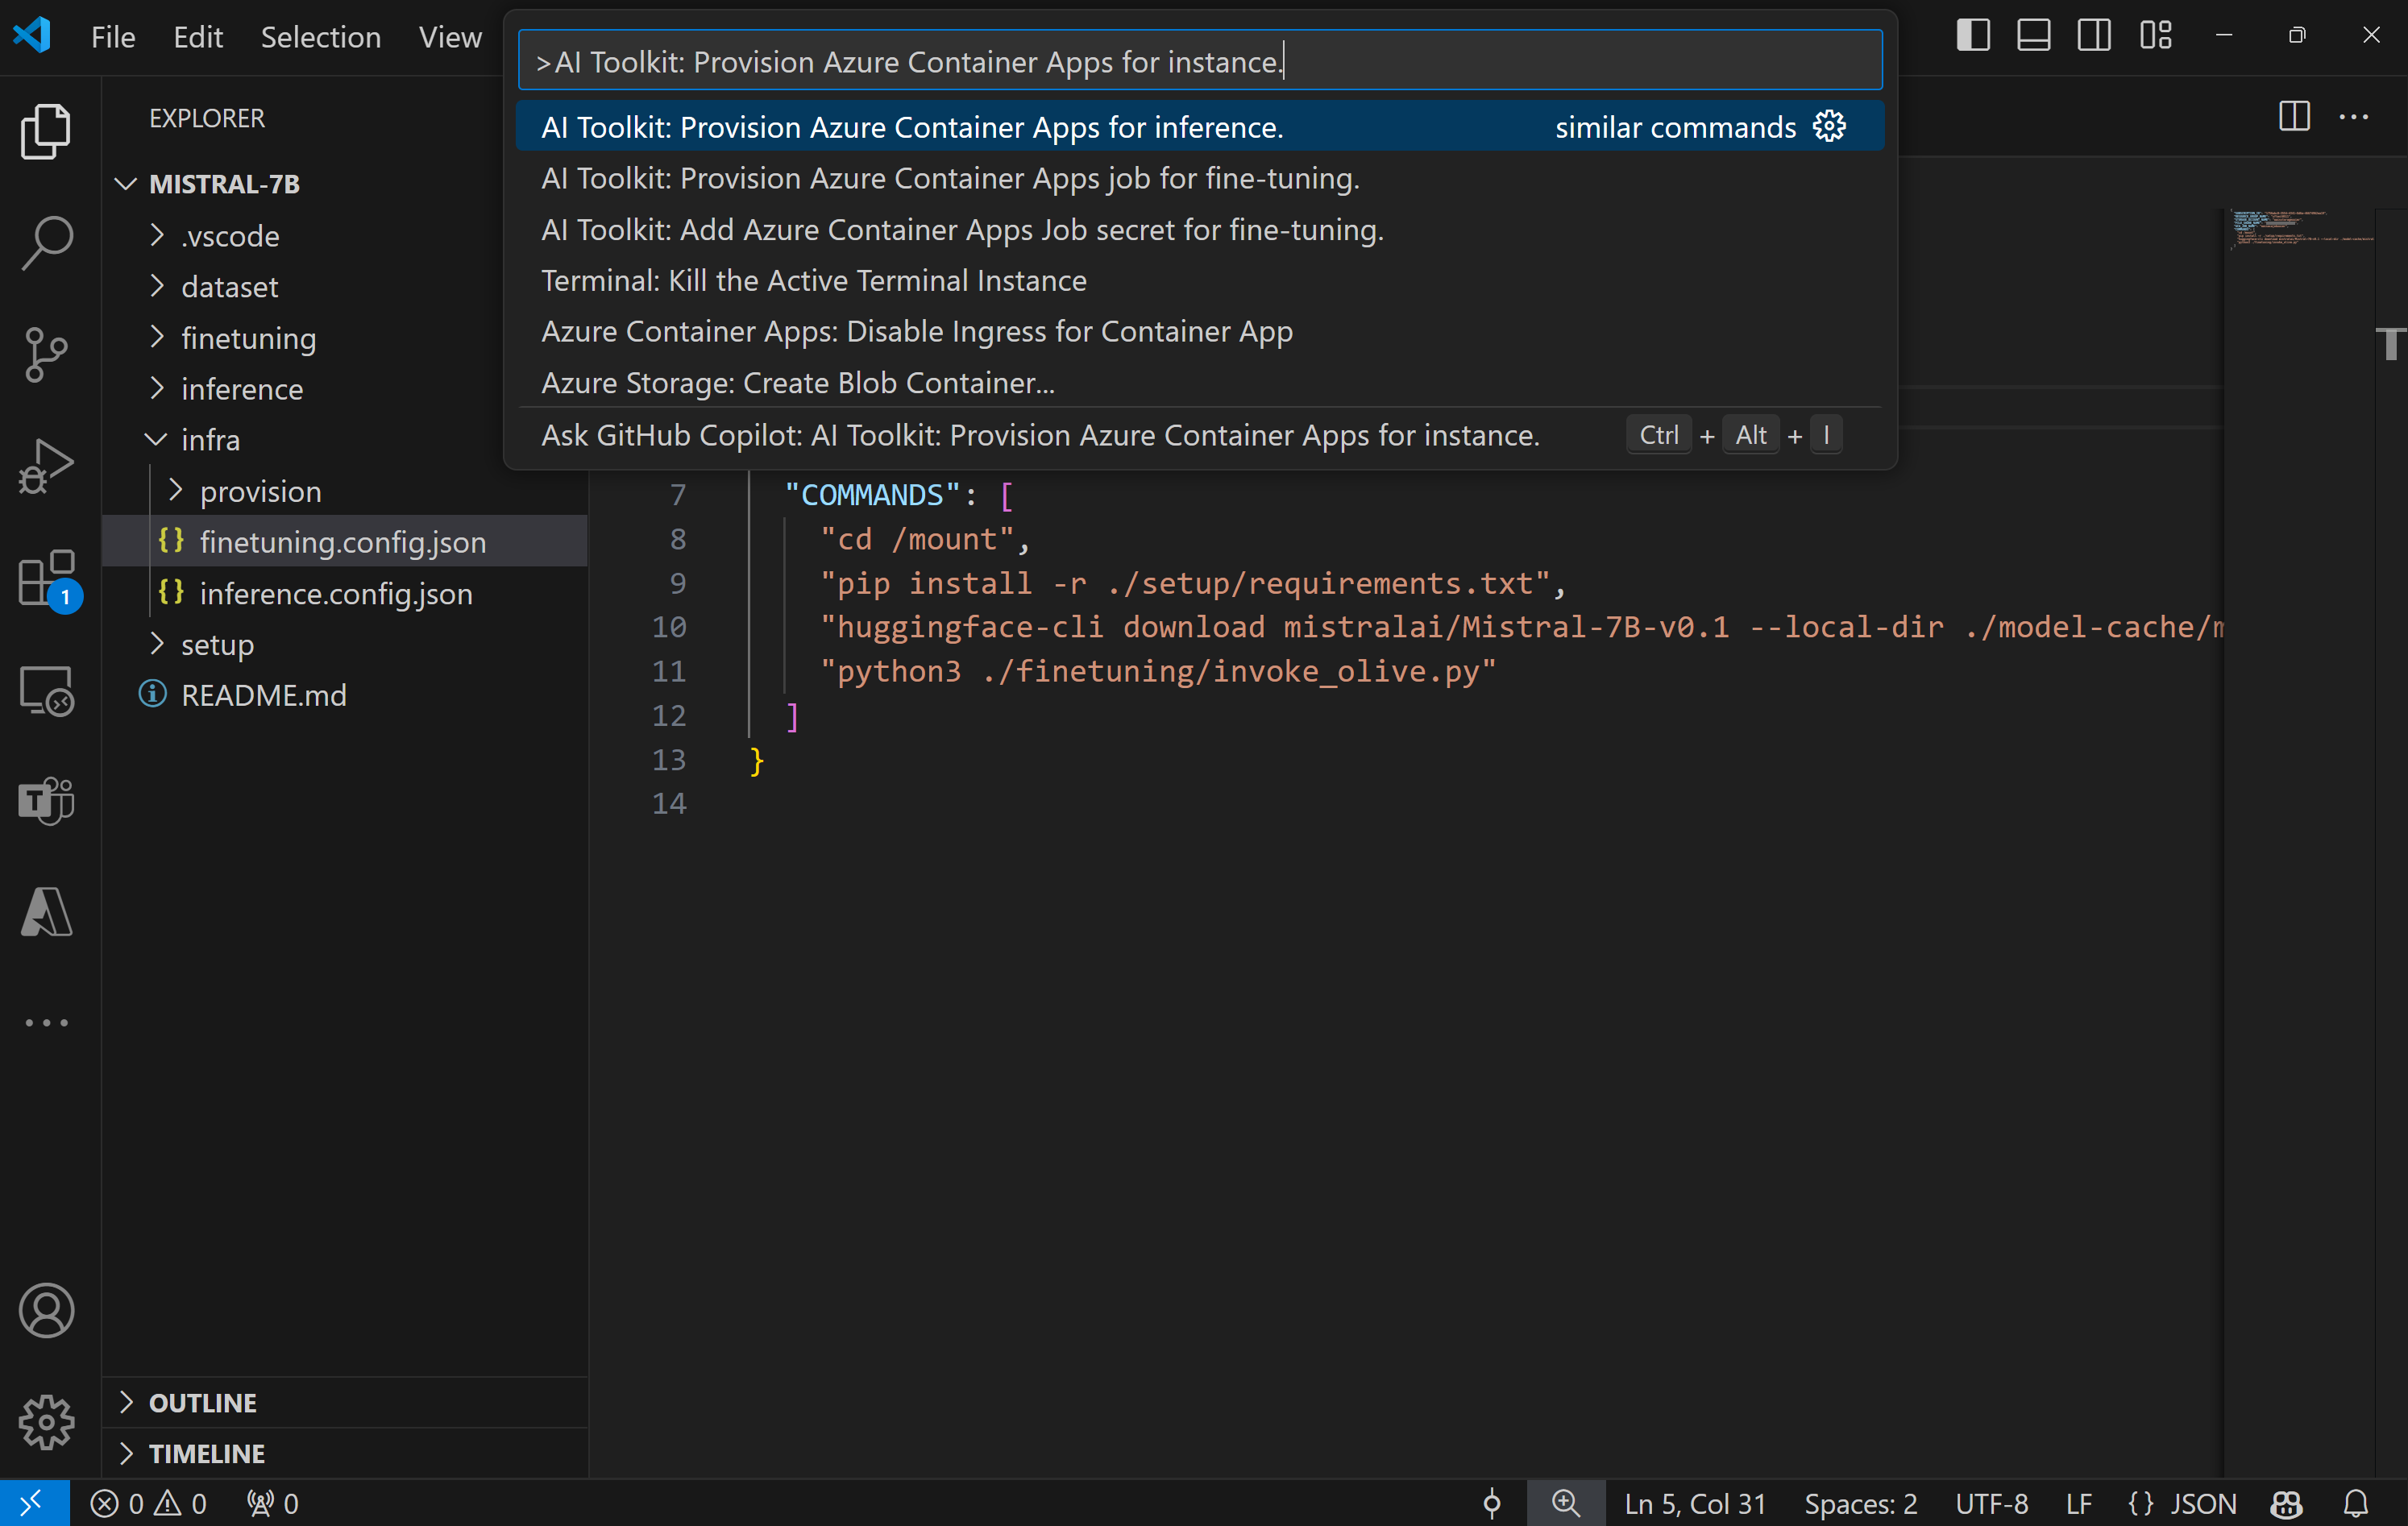 File Edit Selection View
>AI Toolkit: Provision Azure Container Apps for instance.
AI Toolkit: Provision Azure Container Apps for inference. similar commands
AI Toolkit: Provision Azure Container Apps job for fine-tuning.
AI Toolkit: Add Azure Container Apps Job secret for fine-tuning.
Terminal: Kill the Active Terminal Instance
Azure Container Apps: Disable Ingress for Container App
Azure Storage: Create Blob Container...
Ask GitHub Copilot: AI Toolkit: Provision Azure Container Apps for instance. Ctrl + Alt + I
EXPLORER
MISTRAL-7B
.vscode
dataset
finetuning
inference
infra
provision
{} finetuning.config.json
{} inference.config.json
setup
README.md
OUTLINE
TIMELINE
1
T
7 "COMMANDS": [
8 "cd /mount",
9 "pip install -r ./setup/requirements.txt",
10 "huggingface-cli download mistralai/Mistral-7B-v0.1 --local-dir ./model-cache/m
11 "python3 ./finetuning/invoke_olive.py"
12 ]
13 }
14
0 0 0 Ln 5, Col 31 Spaces: 2 UTF-8 LF {} JSON